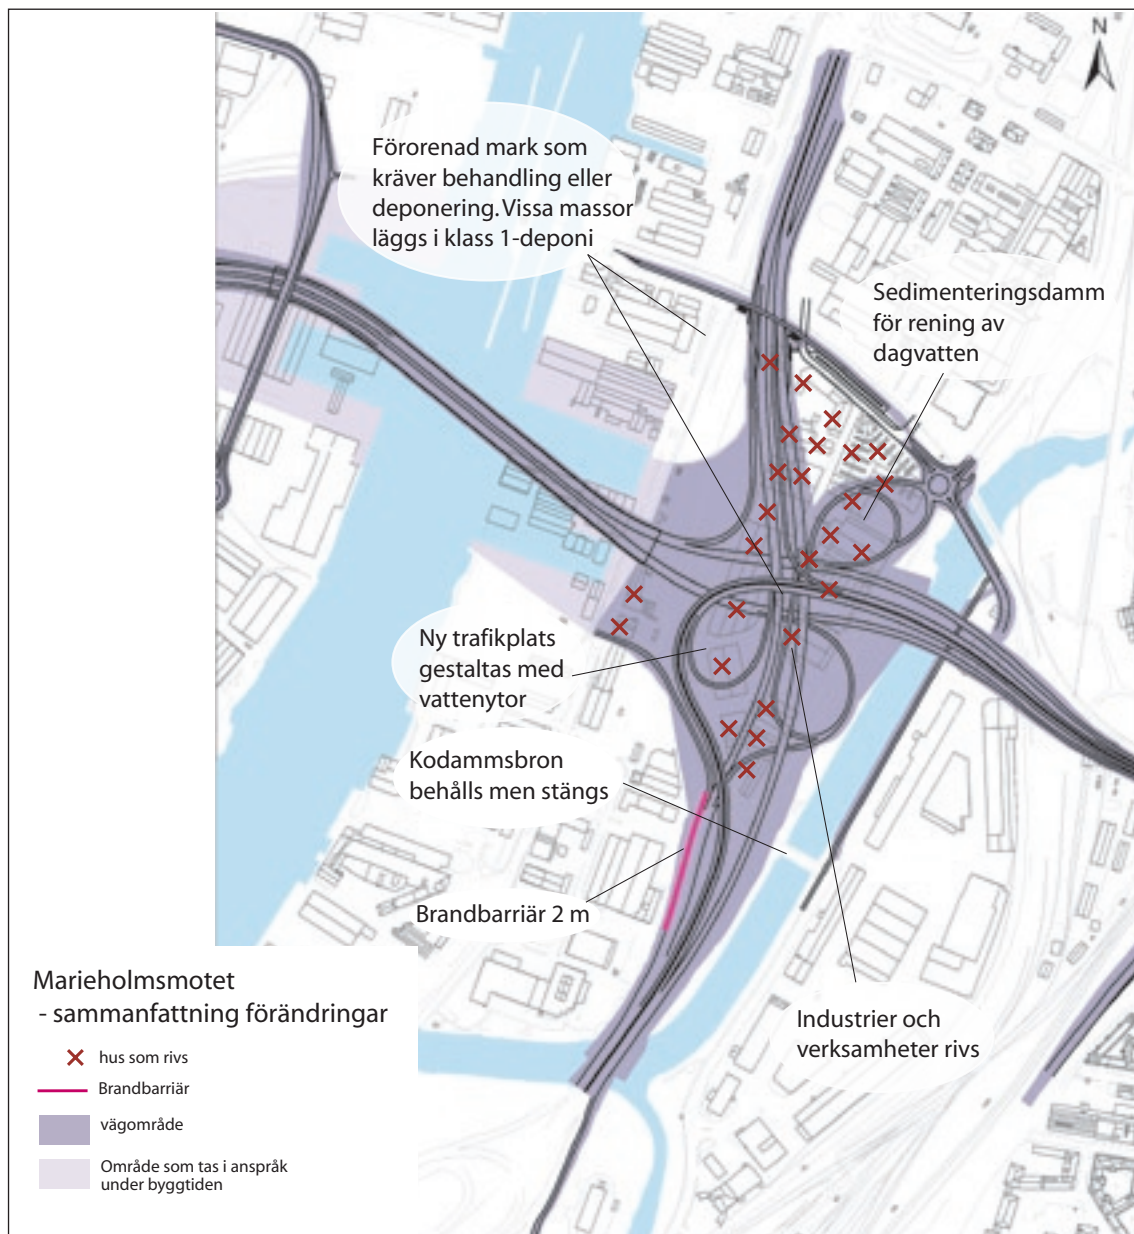 N
Förorenad mark som
kräver behandling eller
deponering. Vissa massor
läggs i klass 1-deponi
Sedimenteringsdamm
för rening av
dagvatten
Ny trafikplats
gestaltas med
vattenytor
Kodammsbron
behålls men stängs
Brandbarriär 2 m
Industrier och
verksamheter rivs
Marieholmsmotet
- sammanfattning förändringar
hus som rivs
Brandbarriär
vägområde
Område som tas i anspråk
under byggtiden